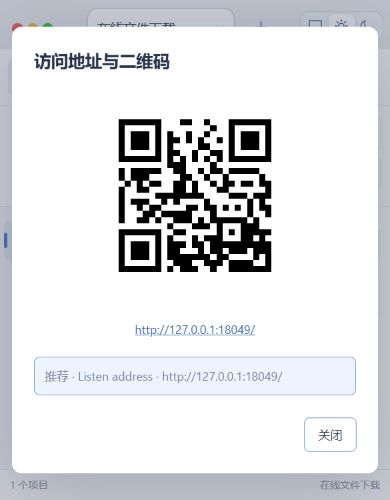 在线文件下载
访问地址与二维码
http://127.0.0.1:18049/
推荐 · Listen address · http://127.0.0.1:18049/
关闭
1 个项目
在线文件下载